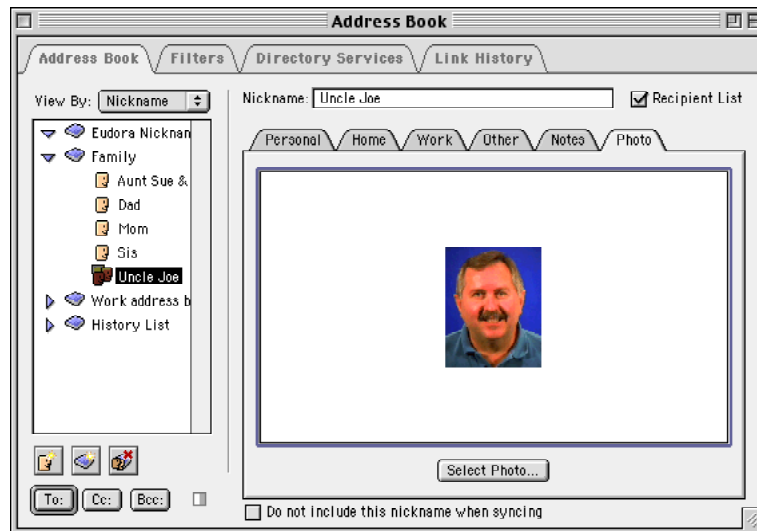 Address Book
Address Book Filters Directory Services Link History
View By: Nickname
Nickname: Uncle Joe
Recipient List
Personal Home Work Other Notes Photo
Eudora Nicknan
Family
Aunt Sue &
Dad
Mom
Sis
Uncle Joe
Work address b
History List
Select Photo...
To: Cc: Bcc:
Do not include this nickname when syncing